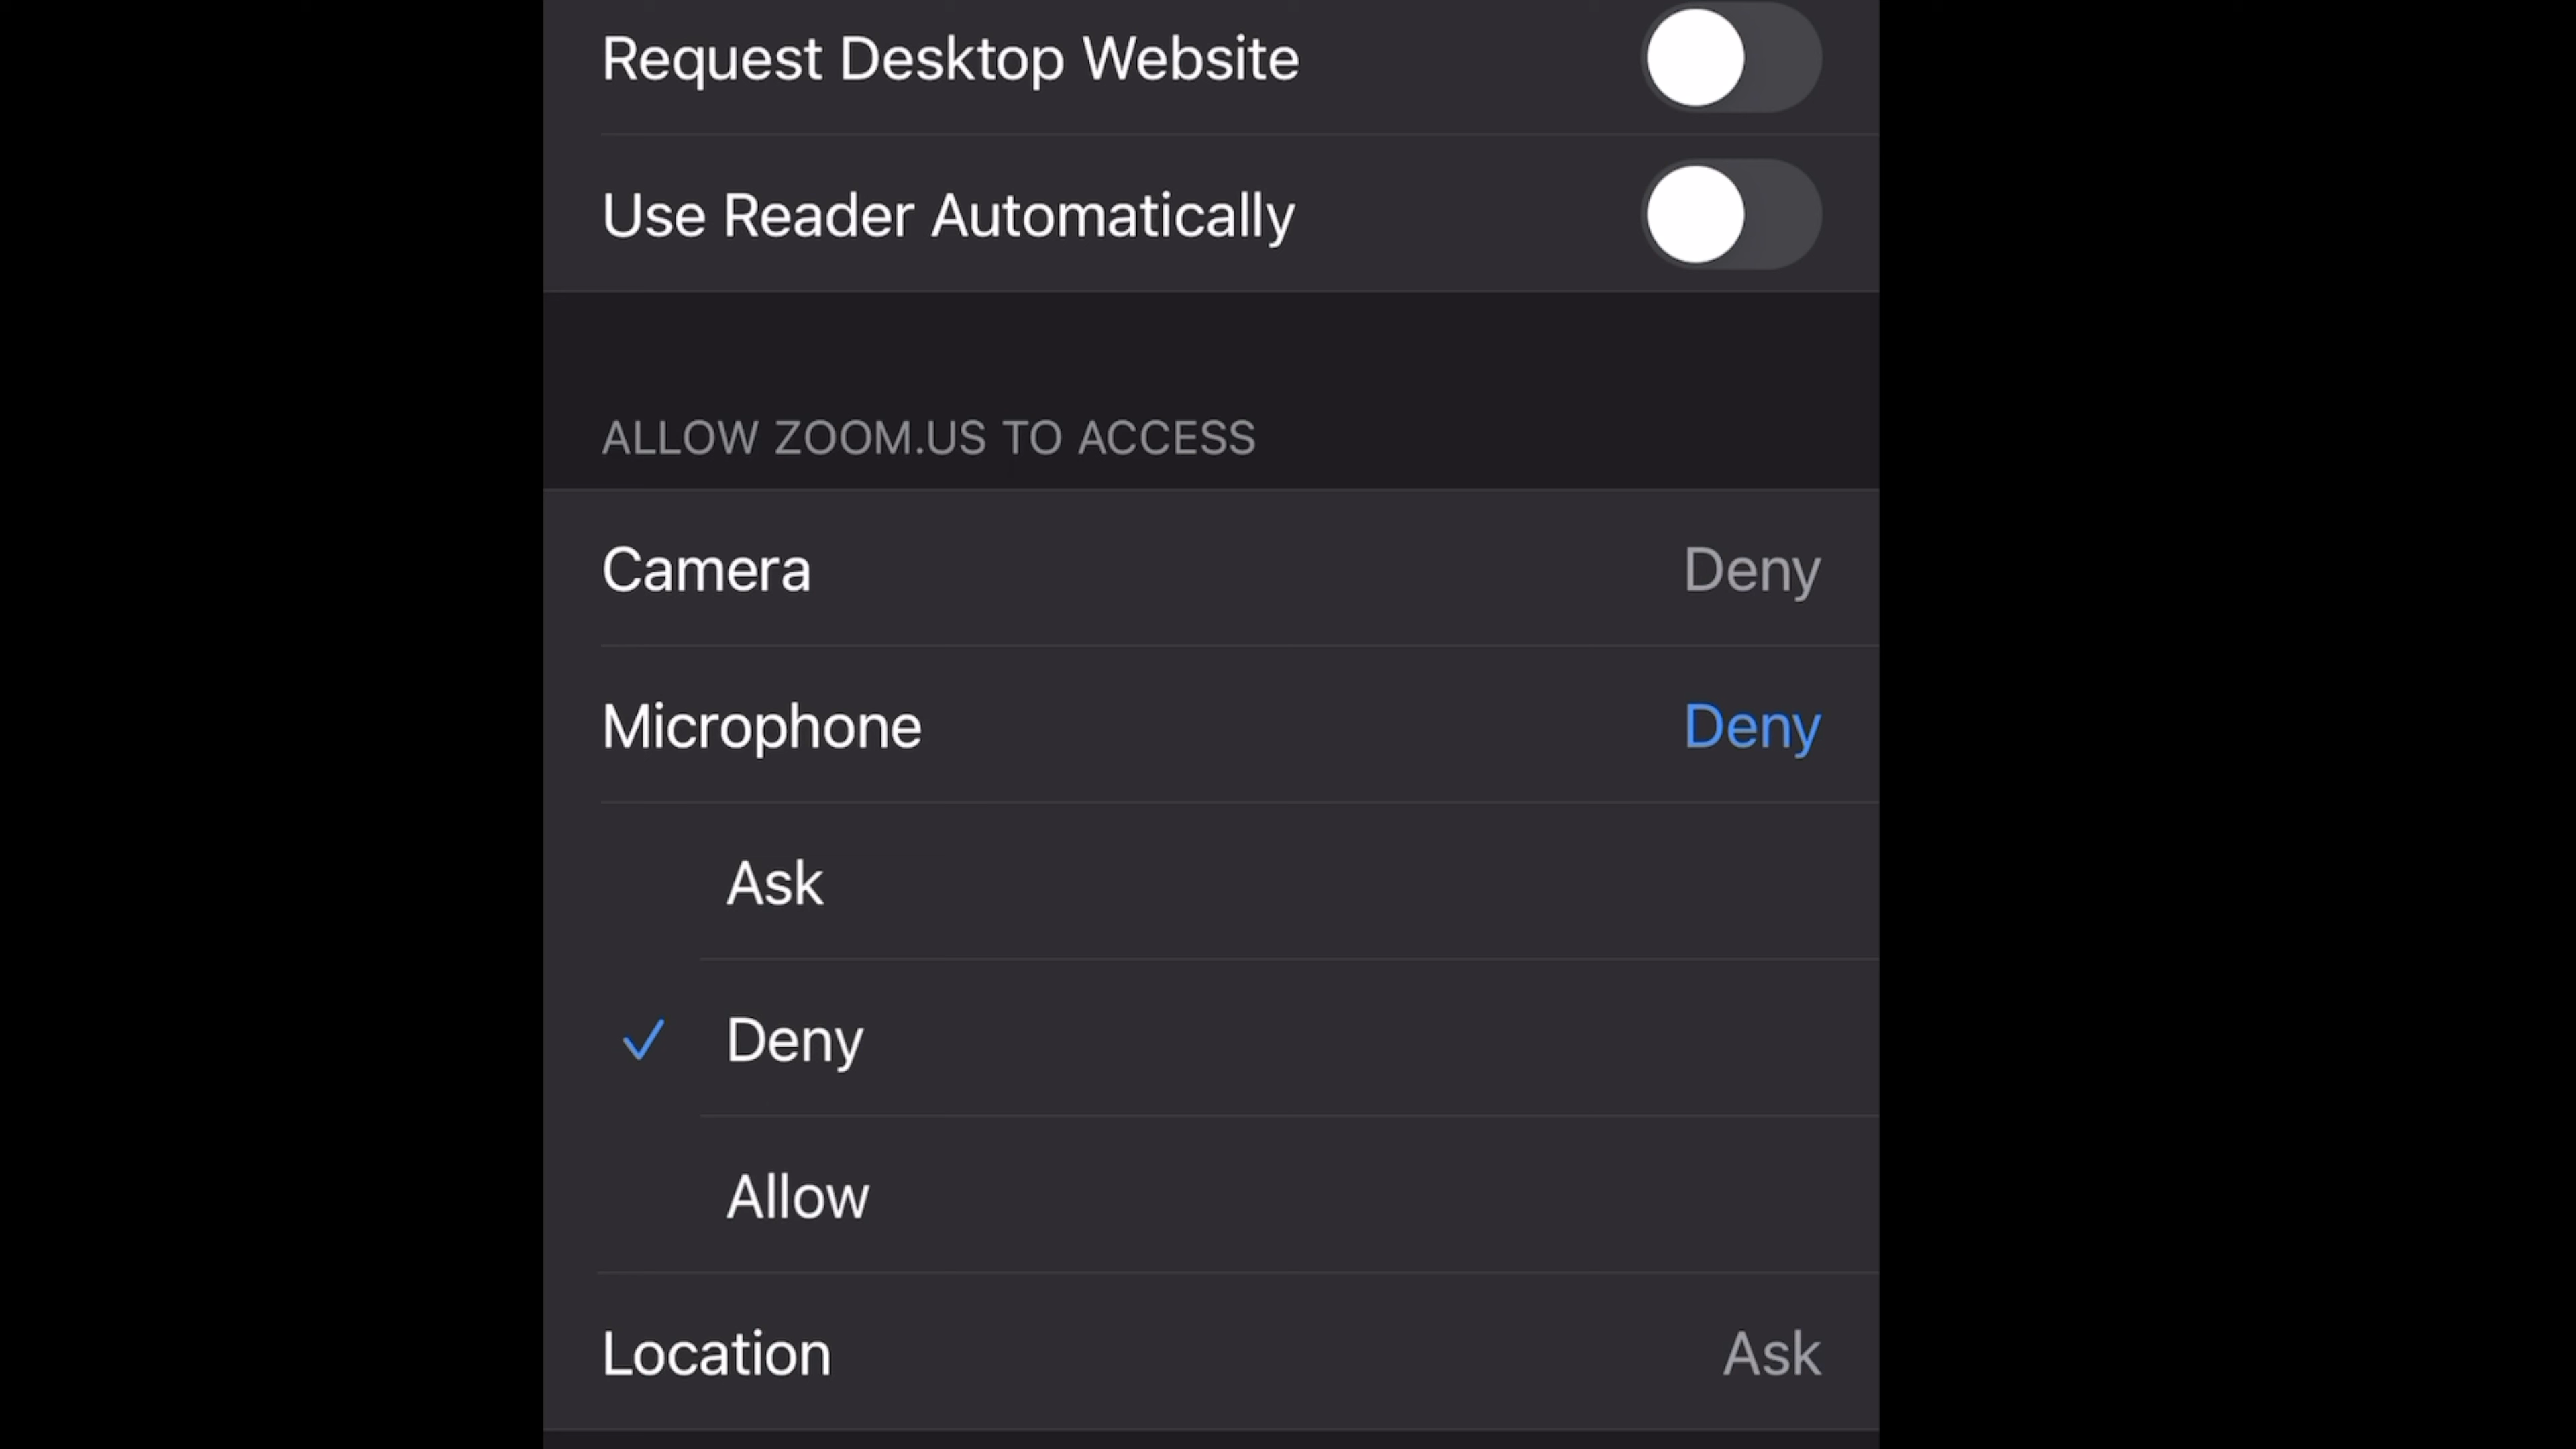 Request Desktop Website
Use Reader Automatically
ALLOW ZOOM.US TO ACCESS
Camera Deny
Microphone Deny
Ask
Deny
Allow
Location Ask